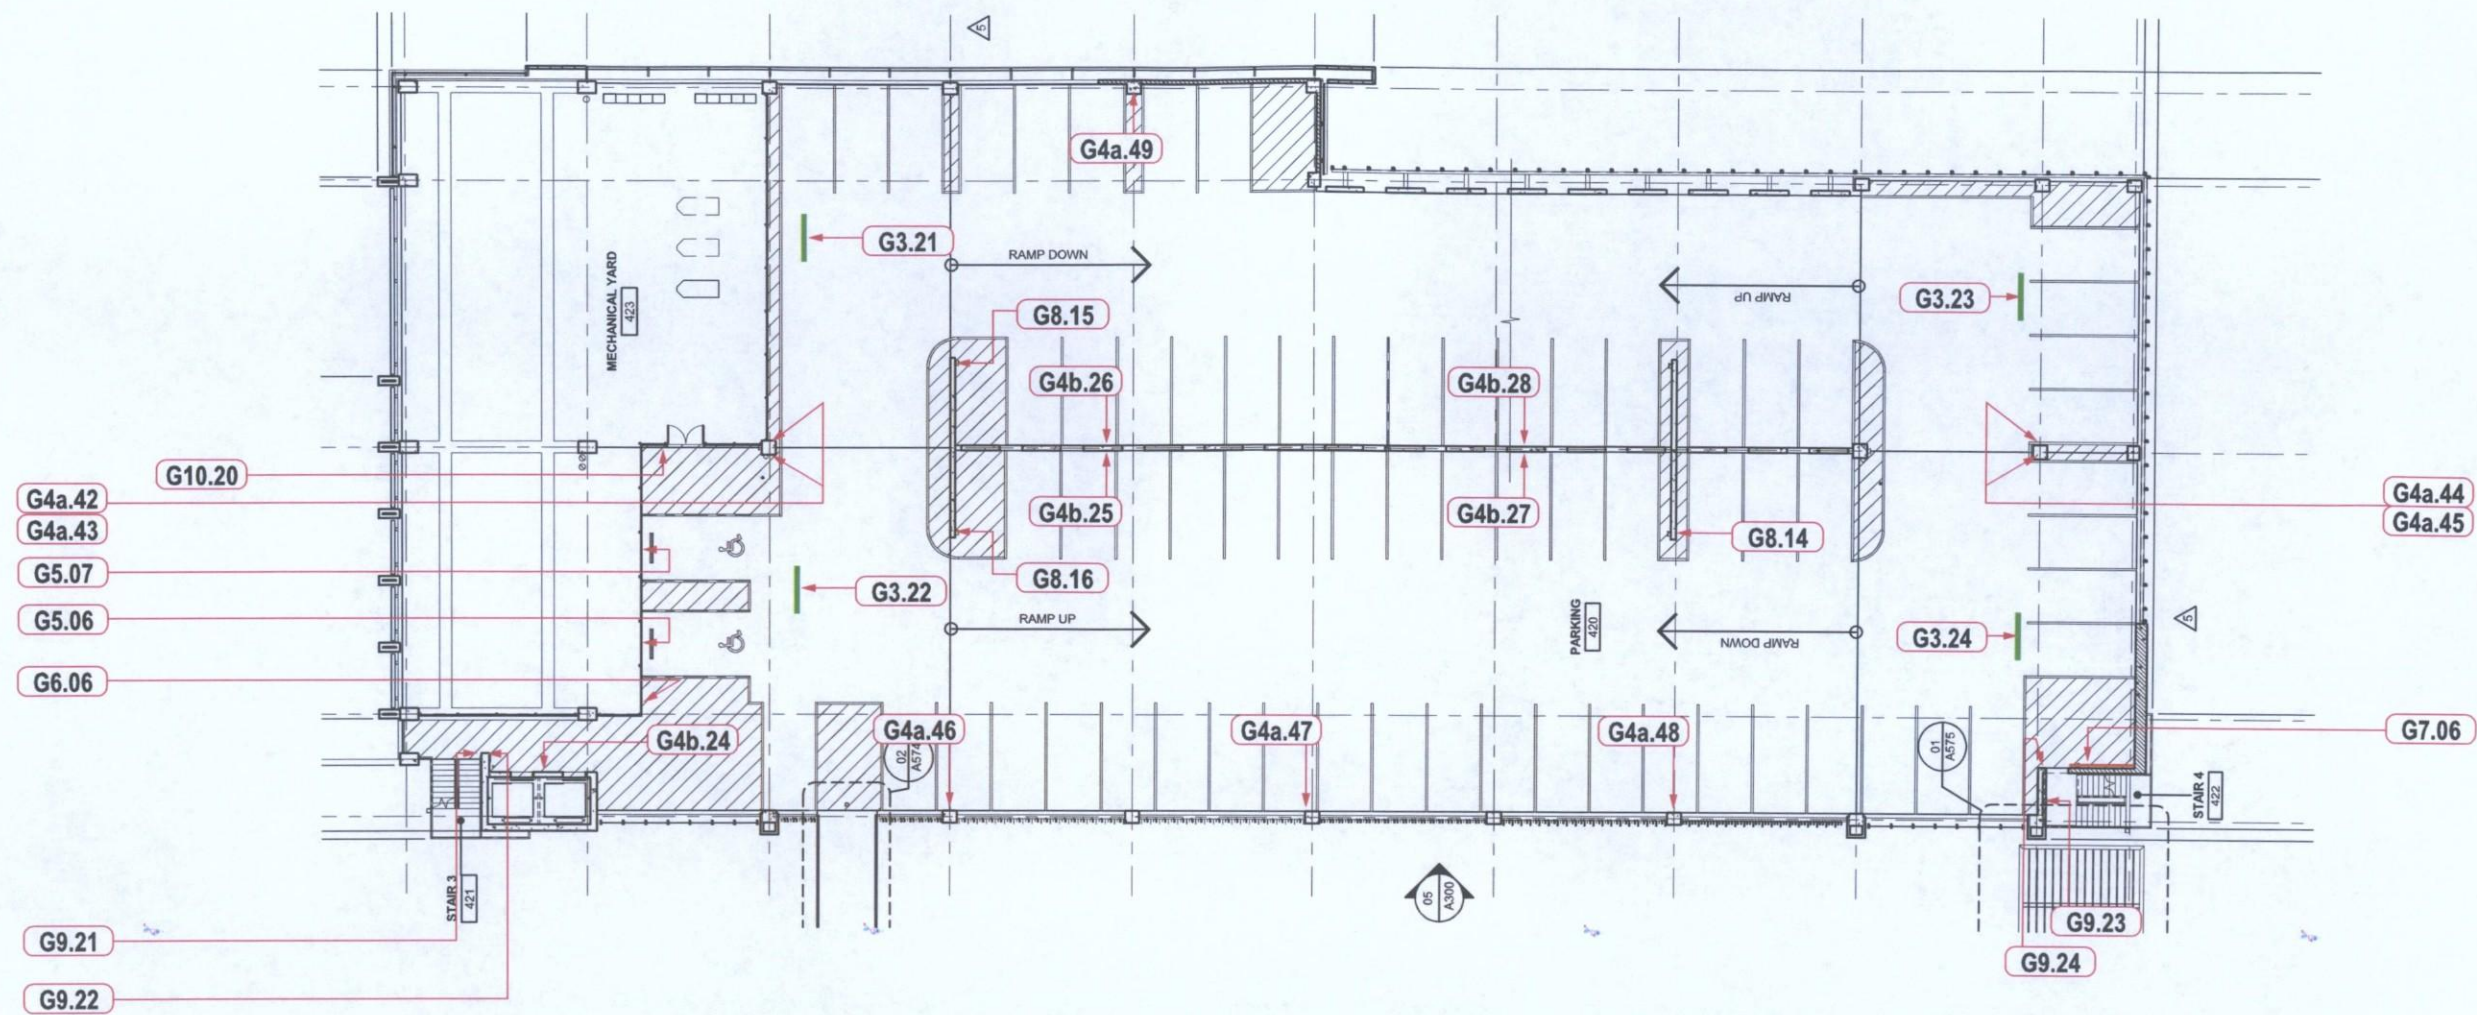 5
G4a.49
G3.21
RAMP DOWN
MECHANICAL YARD
423
G3.23
RAMP UP
G8.15
G4b.26
G4b.28
G10.20
G4a.42
G4a.43
G4a.44
G4a.45
G4b.25
G4b.27
G8.14
G5.07
G8.16
G3.22
G5.06
RAMP UP
PARKING
420
RAMP DOWN
G3.24
5
G6.06
G4b.24
G4a.46
G4a.47
G4a.48
G7.06
02
A574
01
A575
STAIR 4
422
STAIR 3
421
05
A300
G9.21
G9.23
G9.24
G9.22